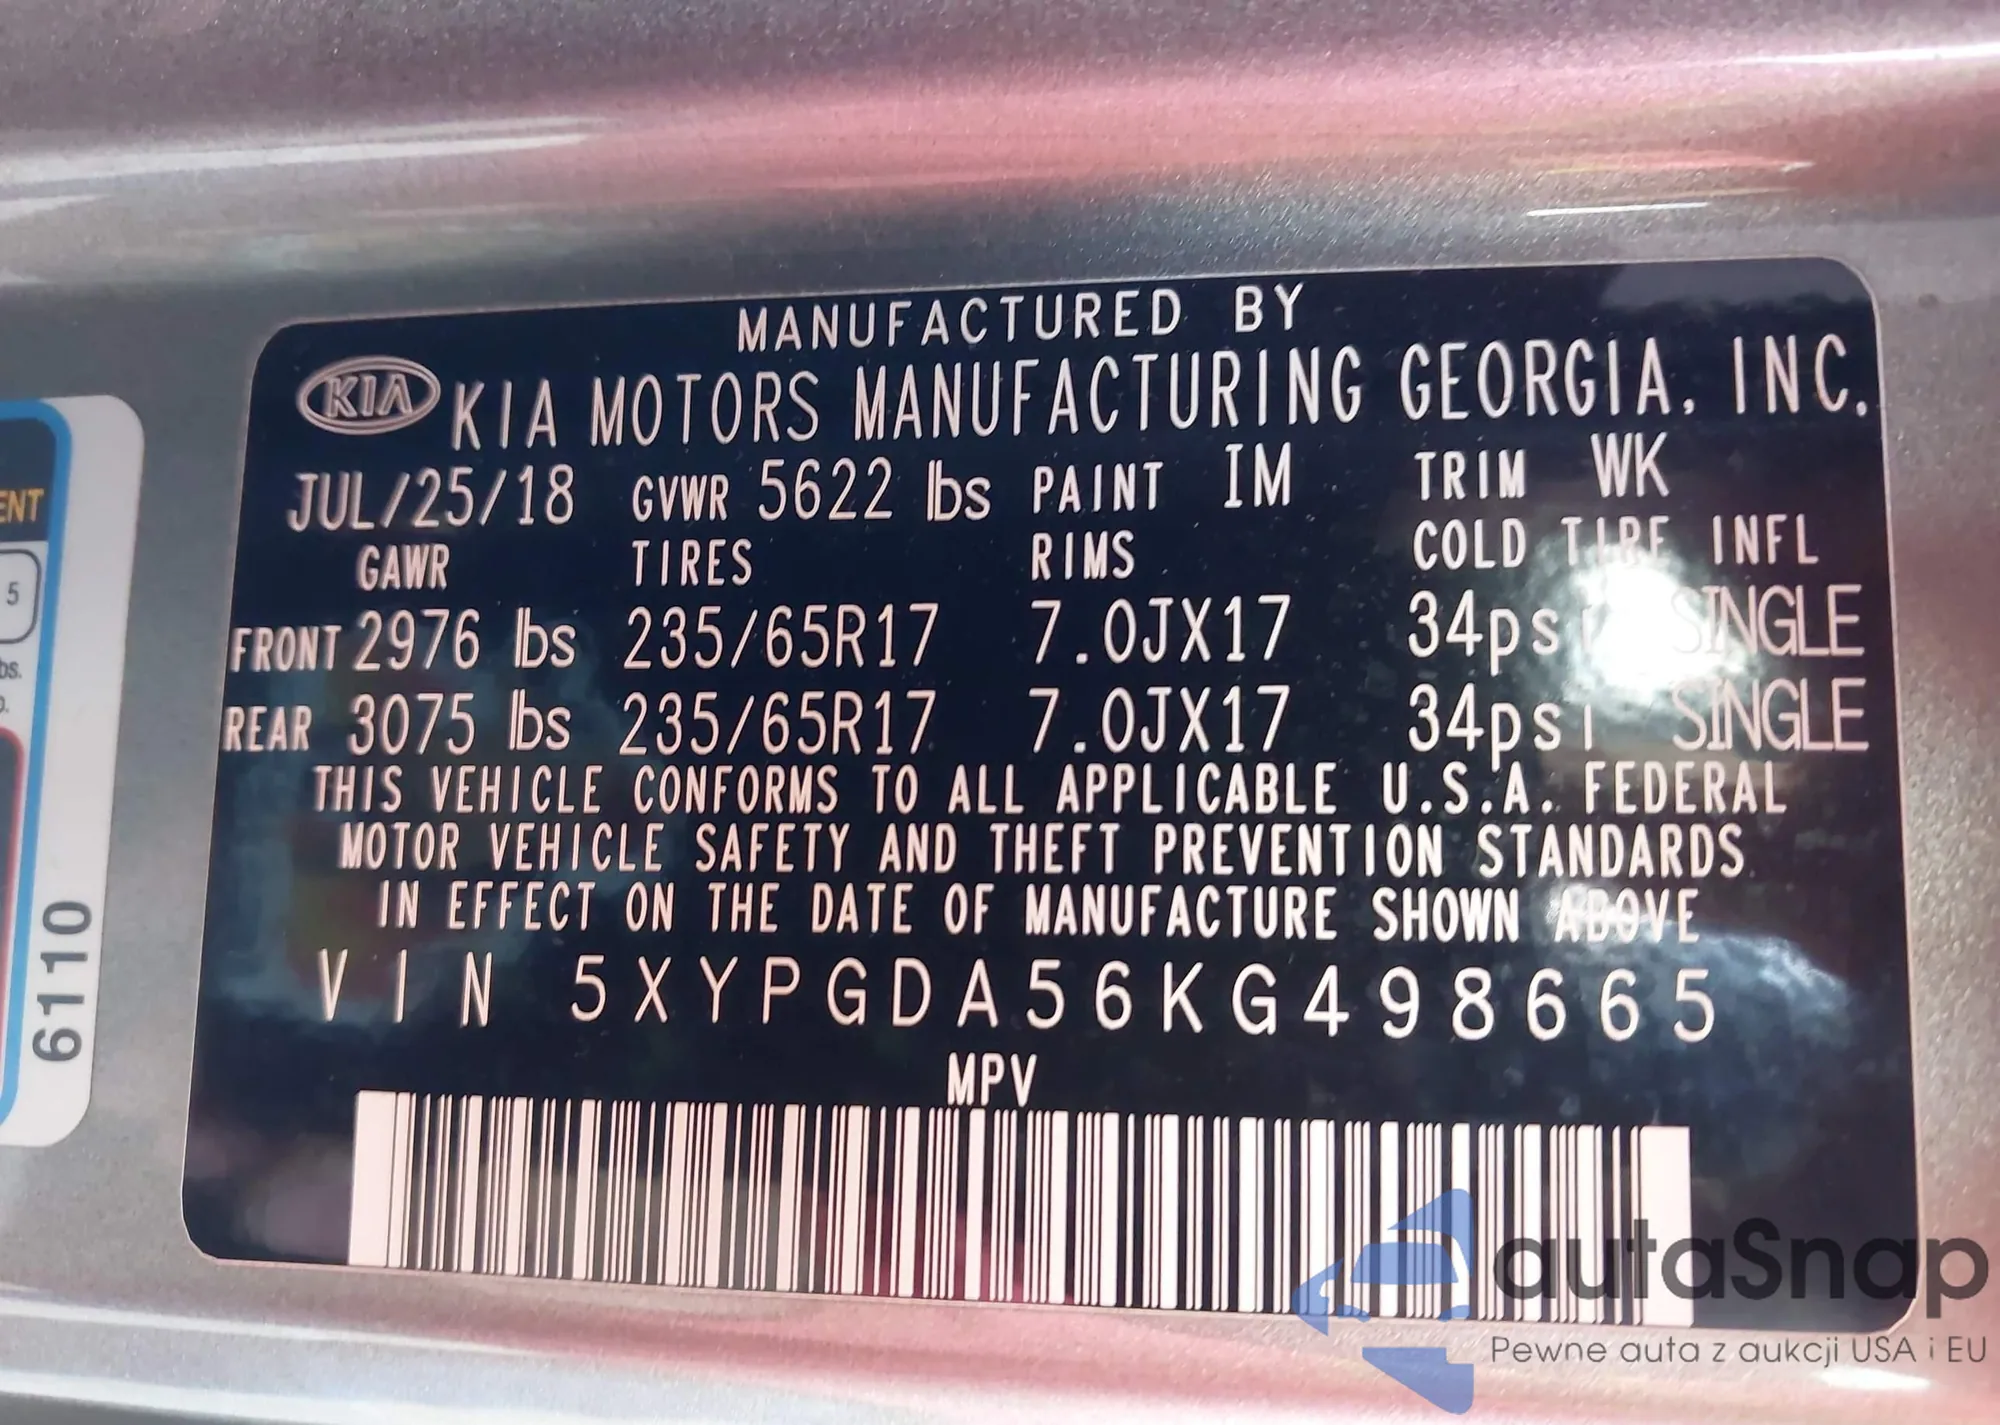 MANUFACTURED BY
KIA KIA MOTORS MANUFACTURING GEORGIA, INC.
JUL/25/18 GVWR 5622 lbs PAINT IM TRIM WK
GAWR TIRES RIMS COLD TIRE INFL
FRONT 2976 lbs 235/65R17 7.0JX17 34psi SINGLE
REAR 3075 lbs 235/65R17 7.0JX17 34psi SINGLE
THIS VEHICLE CONFORMS TO ALL APPLICABLE U.S.A. FEDERAL
MOTOR VEHICLE SAFETY AND THEFT PREVENTION STANDARDS
IN EFFECT ON THE DATE OF MANUFACTURE SHOWN ABOVE
VIN 5XYPGDA56KG498665
MPV
5
6110
autaSnap
Pewne auta z aukcji USA i EU